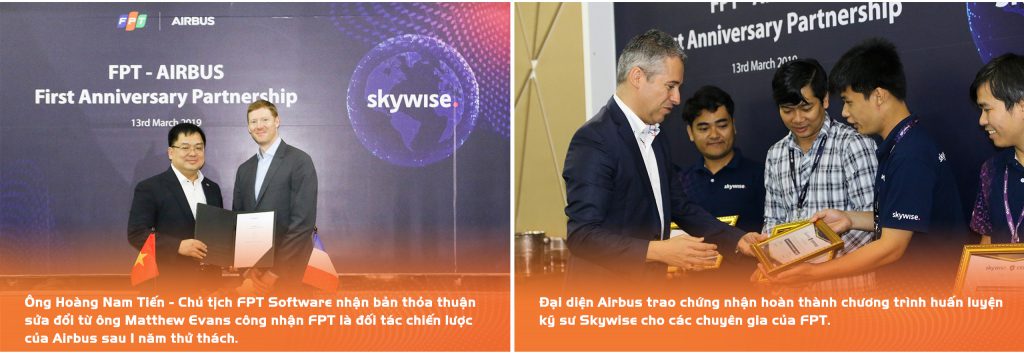 FPT | AIRBUS
FPT - AIRBUS
First Anniversary Partnership
13rd March 2019
skywise.
Ông Hoàng Nam Tiến - Chủ tịch FPT Software nhận bản thỏa thuận
sửa đổi từ ông Matthew Evans công nhận FPT là đối tác chiến lược
của Airbus sau 1 năm thử thách.
FPT - A
First Anniversary Partnership
13rd March 2019
skywise.
skywise.
skywise
Đại diện Airbus trao chứng nhận hoàn thành chương trình huấn luyện
kỹ sư Skywise cho các chuyên gia của FPT.